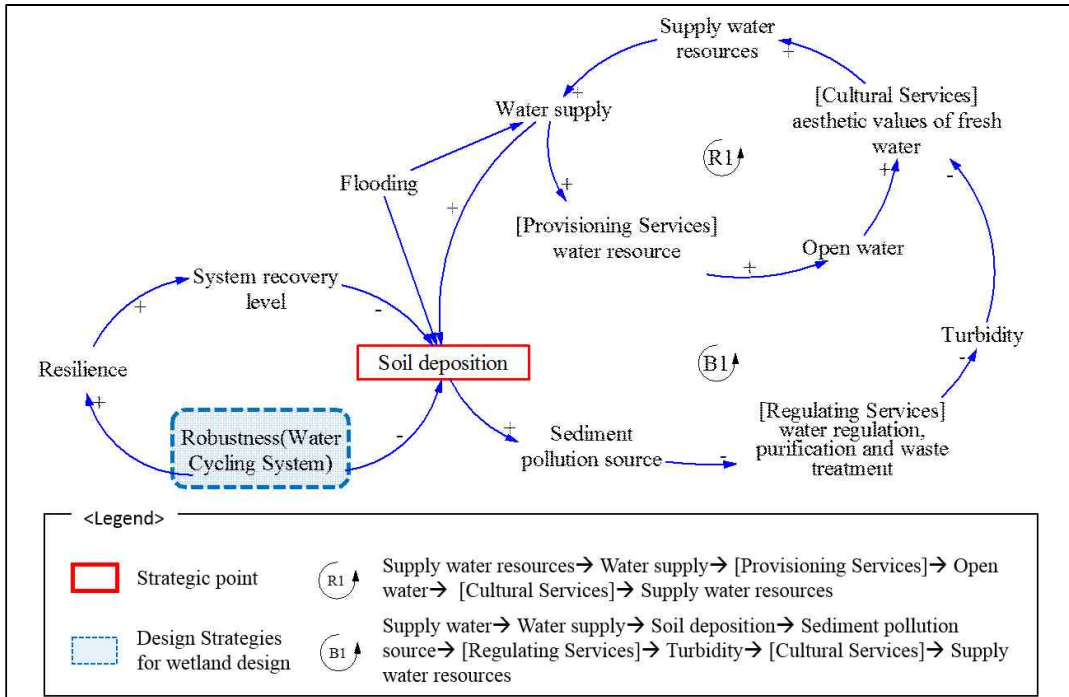 Supply water
resources
+
+
Water supply
[Cultural Services]
aesthetic values of fresh
water
R1
+
-
Flooding
+
+
[Provisioning Services]
water resource
Open water
+
System recovery
level
+
-
Turbidity
Resilience
Soil deposition
B1
-
+
Robustness(Water
Cycling System)
-
+
Sediment
pollution source
-
[Regulating Services]
water regulation,
purification and waste
treatment
<Legend>
Strategic point
R1
Supply water resources→ Water supply→ [Provisioning Services]→ Open
water→ [Cultural Services]→ Supply water resources
Design Strategies
for wetland design
B1
Supply water→ Water supply→ Soil deposition→ Sediment pollution
source→ [Regulating Services]→ Turbidity→ [Cultural Services]→ Supply
water resources